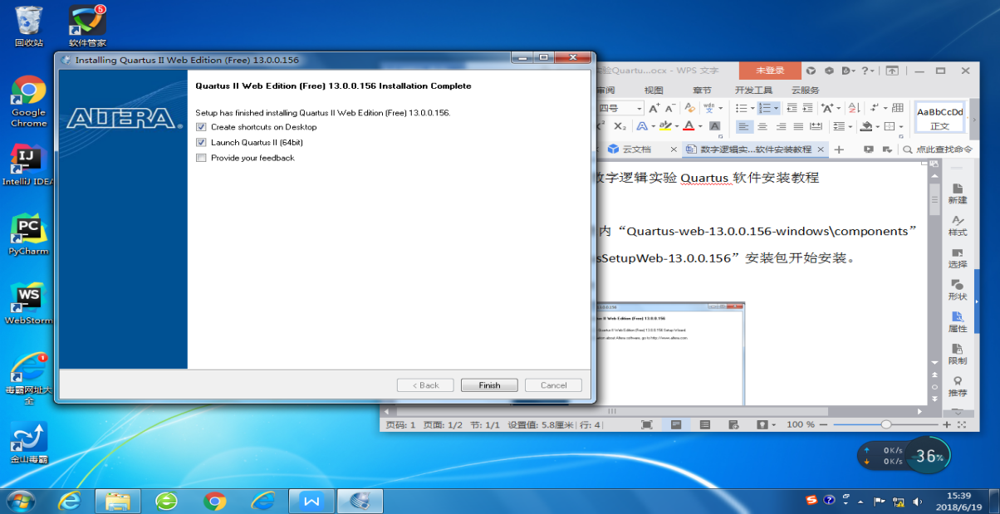 回收站
5
软件管家
Google Chrome
IntelliJ IDEA
PyCharm
WebStorm
1
毒霸网址大全
金山毒霸
Installing Quartus II Web Edition (Free) 13.0.0.156
ALTERA
Quartus II Web Edition (Free) 13.0.0.156 Installation Complete
Setup has finished installing Quartus II Web Edition (Free) 13.0.0.156.
Create shortcuts on Desktop
Launch Quartus II (64bit)
Provide your feedback
< Back
Finish
Cancel
验Quartu...ocx - WPS 文字
未登录
审阅
视图
章节
开发工具
云服务
四号
AaBbCcDd
正文
云文档
数字逻辑实...软件安装教程
点此查找命令
数字逻辑实验 Quartus 软件安装教程
内“Quartus-web-13.0.0.156-windows\components”
sSetupWeb-13.0.0.156”安装包开始安装。
新建
样式
选择
形状
属性
限制
推荐
页码: 1 页面: 1/2 节: 1/1 设置值: 5.8厘米 行: 4
100 %
0K/s
0K/s
36%
15:39
2018/6/19